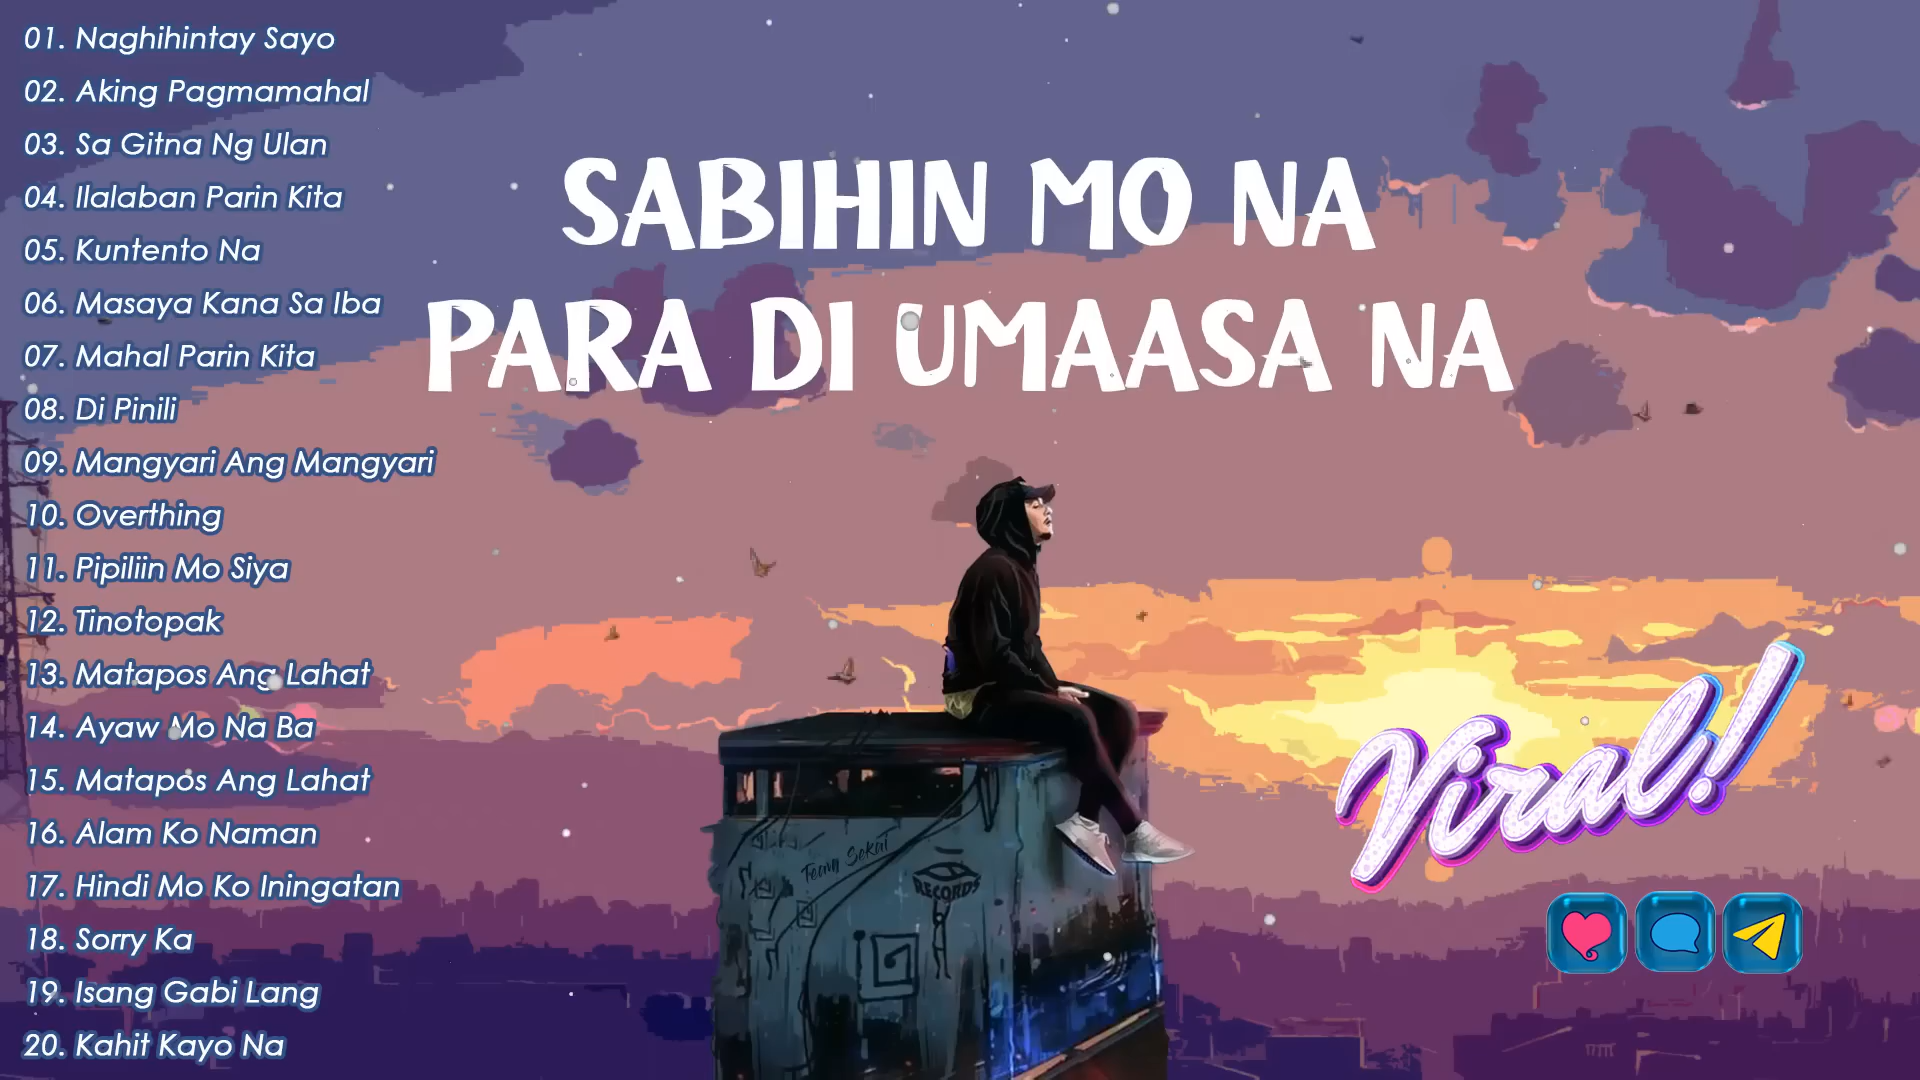 01. Naghihintay Sayo
02. Aking Pagmamahal
03. Sa Gitna Ng Ulan
04. Ilalaban Parin Kita
05. Kuntento Na
06. Masaya Kana Sa Iba
07. Mahal Parin Kita
08. Di Pinili
09. Mangyari Ang Mangyari
10. Overthing
11. Pipiliin Mo Siya
12. Tinotopak
13. Matapos Ang Lahat
14. Ayaw Mo Na Ba
15. Matapos Ang Lahat
16. Alam Ko Naman
17. Hindi Mo Ko Iningatan
18. Sorry Ka
19. Isang Gabi Lang
20. Kahit Kayo Na
SABIHIN MO NA
PARA DI UMAASA NA
Viral!
Team Sekai
RECORDS